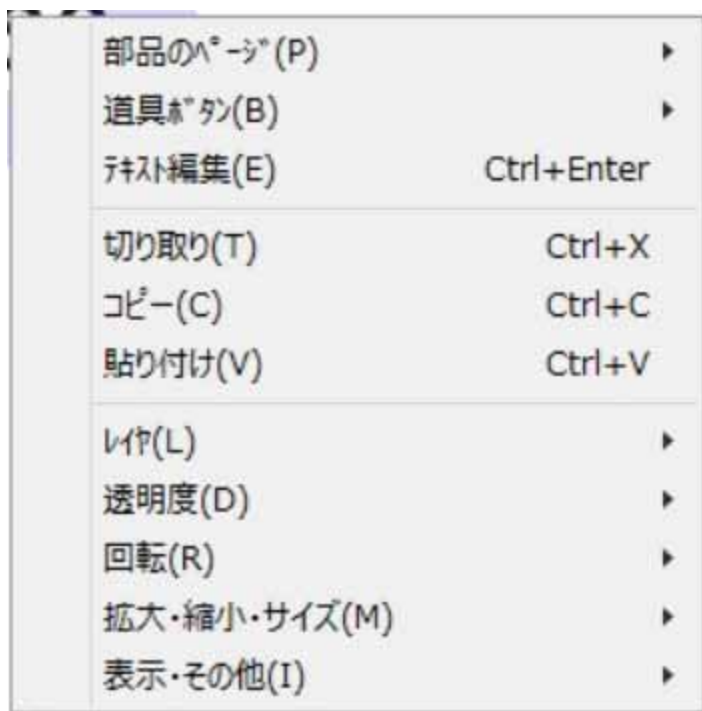 部品のﾍﾟｰｼﾞ(P)
道具ﾎﾞﾀﾝ(B)
ﾃｷｽﾄ編集(E) Ctrl+Enter
切り取り(T) Ctrl+X
コピー(C) Ctrl+C
貼り付け(V) Ctrl+V
ﾚｲﾔ(L)
透明度(D)
回転(R)
拡大・縮小・サイズ(M)
表示・その他(I)